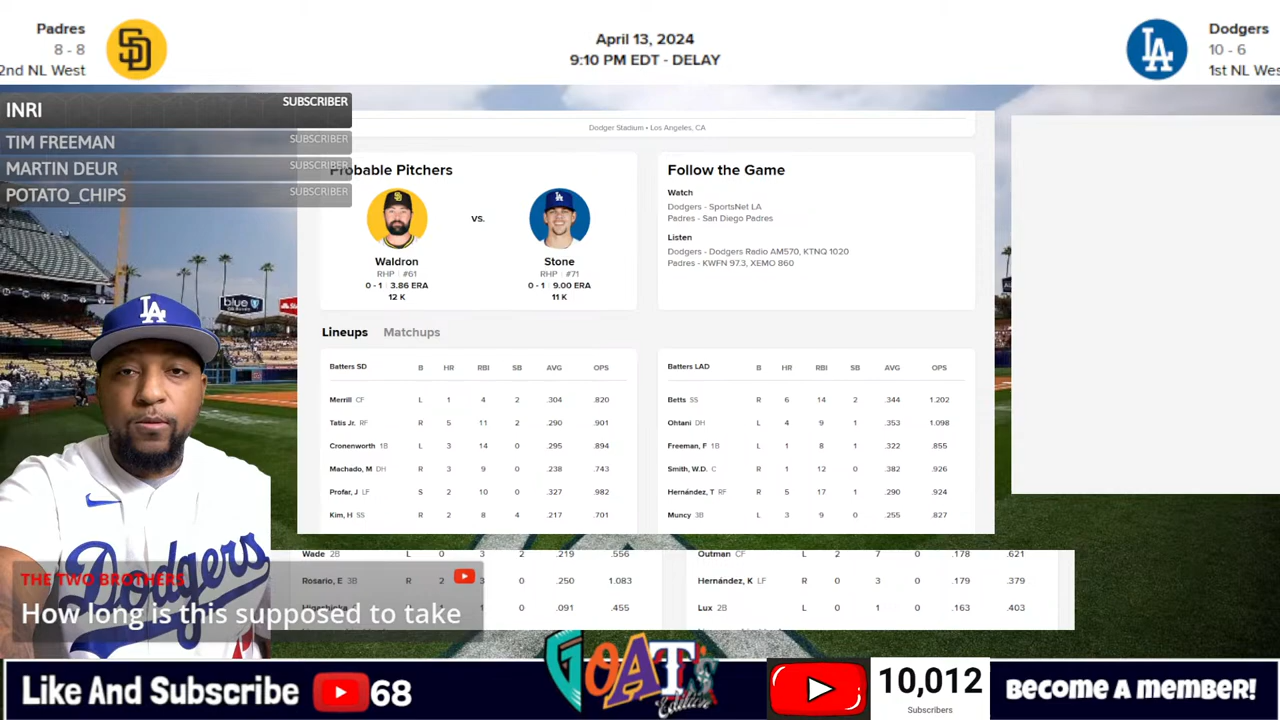 Padres
8 - 8
2nd NL West
SD
April 13, 2024
9:10 PM EDT - DELAY
LA
Dodgers
10 - 6
1st NL Wes
INRI SUBSCRIBER
TIM FREEMAN SUBSCRIBER
MARTIN DEUR SUBSCRIBER
POTATO_CHIPS SUBSCRIBER
Dodger Stadium • Los Angeles, CA
Probable Pitchers
VS.
Waldron
RHP #61
0 - 1 3.86 ERA
12 K
Stone
RHP #71
0 - 1 9.00 ERA
11 K
Follow the Game
Watch
Dodgers - SportsNet LA
Padres - San Diego Padres
Listen
Dodgers - Dodgers Radio AM570, KTNQ 1020
Padres - KWFN 97.3, XEMO 860
Lineups Matchups
Batters SD B HR RBI SB AVG OPS
Merrill CF L 1 4 2 .304 .820
Tatis Jr. RF R 5 11 2 .290 .901
Cronenworth 1B L 3 14 0 .295 .894
Machado, M DH R 3 9 0 .238 .743
Profar, J LF S 2 10 0 .327 .982
Kim, H SS R 2 8 4 .217 .701
Wade 2B L 0 3 2 .219 .556
Rosario, E 3B R 2 3 0 .250 1.083
.091 .455
Batters LAD B HR RBI SB AVG OPS
Betts SS R 6 14 2 .344 1.202
Ohtani DH L 4 9 1 .353 1.098
Freeman, F 1B L 1 8 1 .322 .855
Smith, W.D. C R 1 12 0 .382 .926
Hernández, T RF R 5 17 1 .290 .924
Muncy 3B L 3 9 0 .255 .827
Outman CF L 2 7 0 .178 .621
Hernández, K LF R 0 3 0 .179 .379
Lux 2B L 0 1 0 .163 .403
blue
LA
Dodgers
THE TWO BROTHERS
How long is this supposed to take
Like And Subscribe 68
GOAT'S
Edition
10,012
Subscribers
BECOME A MEMBER!